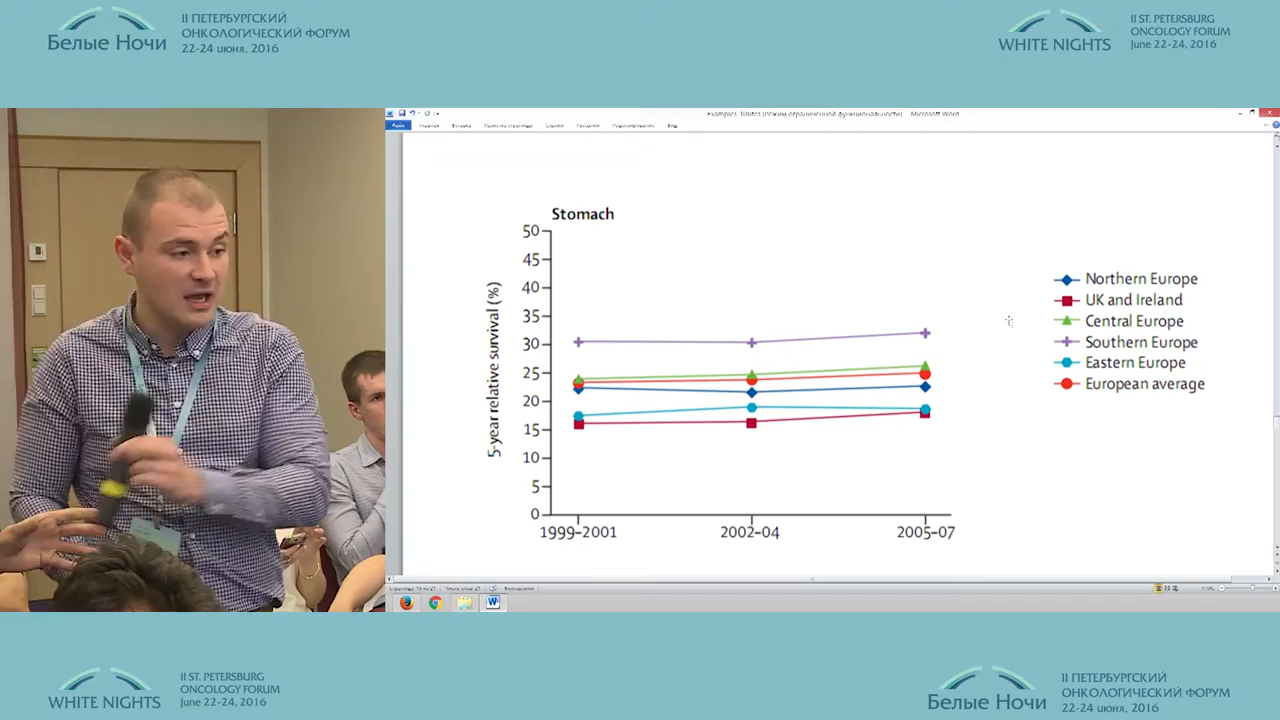 II ПЕТЕРБУРГСКИЙ
ОНКОЛОГИЧЕСКИЙ ФОРУМ
Белые Ночи
22-24 июня, 2016
II ST. PETERSBURG
ONCOLOGY FORUM
WHITE NIGHTS
June 22-24, 2016
Microsoft Word
Файл
Stomach
5-year relative survival (%)
50
45
40
35
30
25
20
15
10
5
0
1999-2001
2002-04
2005-07
Northern Europe
UK and Ireland
Central Europe
Southern Europe
Eastern Europe
European average
II ST. PETERSBURG
ONCOLOGY FORUM
WHITE NIGHTS
June 22-24, 2016
II ПЕТЕРБУРГСКИЙ
ОНКОЛОГИЧЕСКИЙ ФОРУМ
Белые Ночи
22-24 июня, 2016